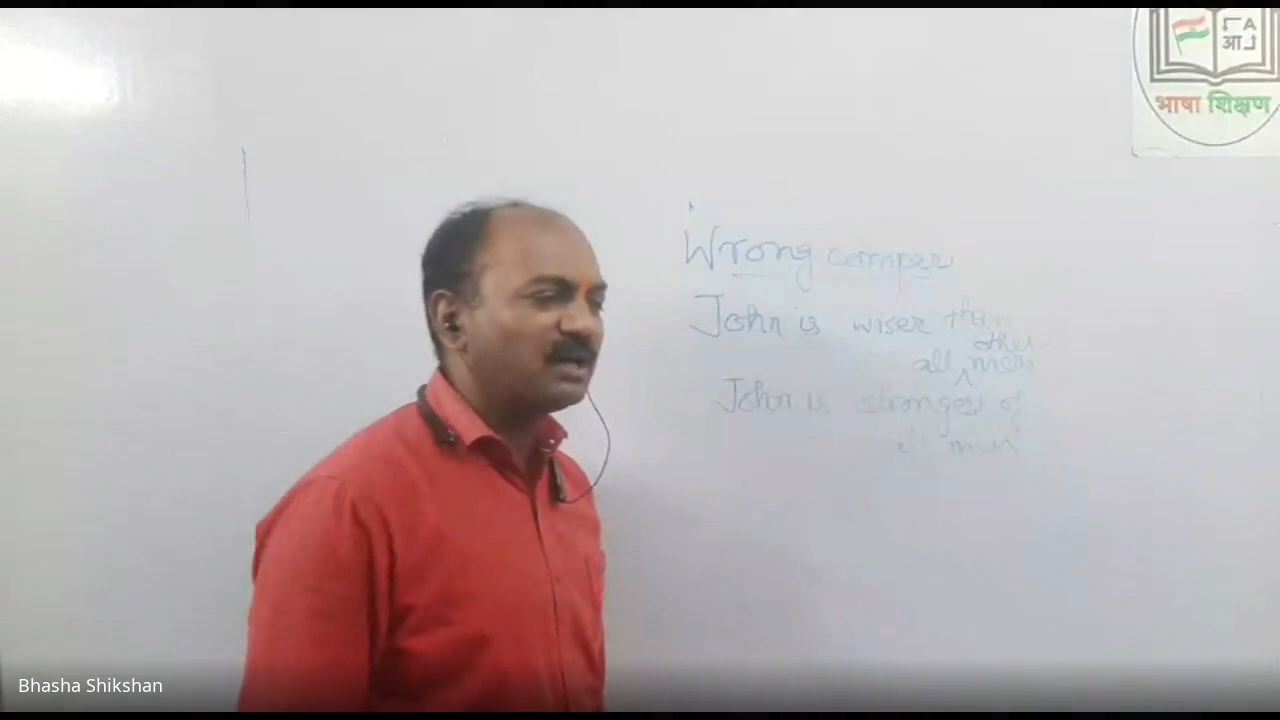 A
आ
भाषा शिक्षण
Wrong compar
John is wiser than
other
all ^ men
John is strongest of
all men
Bhasha Shikshan